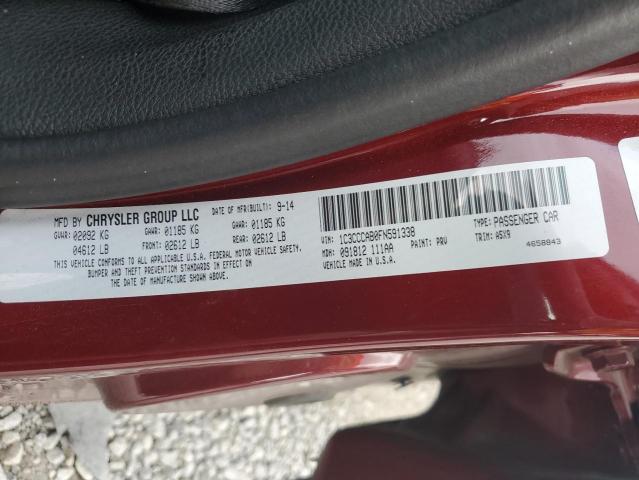 MFD BY CHRYSLER GROUP LLC DATE OF MFR(BUILT): 9-14
GVWR: 02092 KG GAWR: 01185 KG GAWR: 01185 KG
04612 LB FRONT: 02612 LB REAR: 02612 LB
THIS VEHICLE CONFORMS TO ALL APPLICABLE U.S.A. FEDERAL MOTOR VEHICLE SAFETY,
BUMPER AND THEFT PREVENTION STANDARDS IN EFFECT ON
THE DATE OF MANUFACTURE SHOWN ABOVE.
VIN: 1C3CCCAB0FN591338 TYPE: PASSENGER CAR
MDH: 091812 111AA PAINT: PRV TRIM: A5X9
VEHICLE MADE IN U.S.A. 4658843